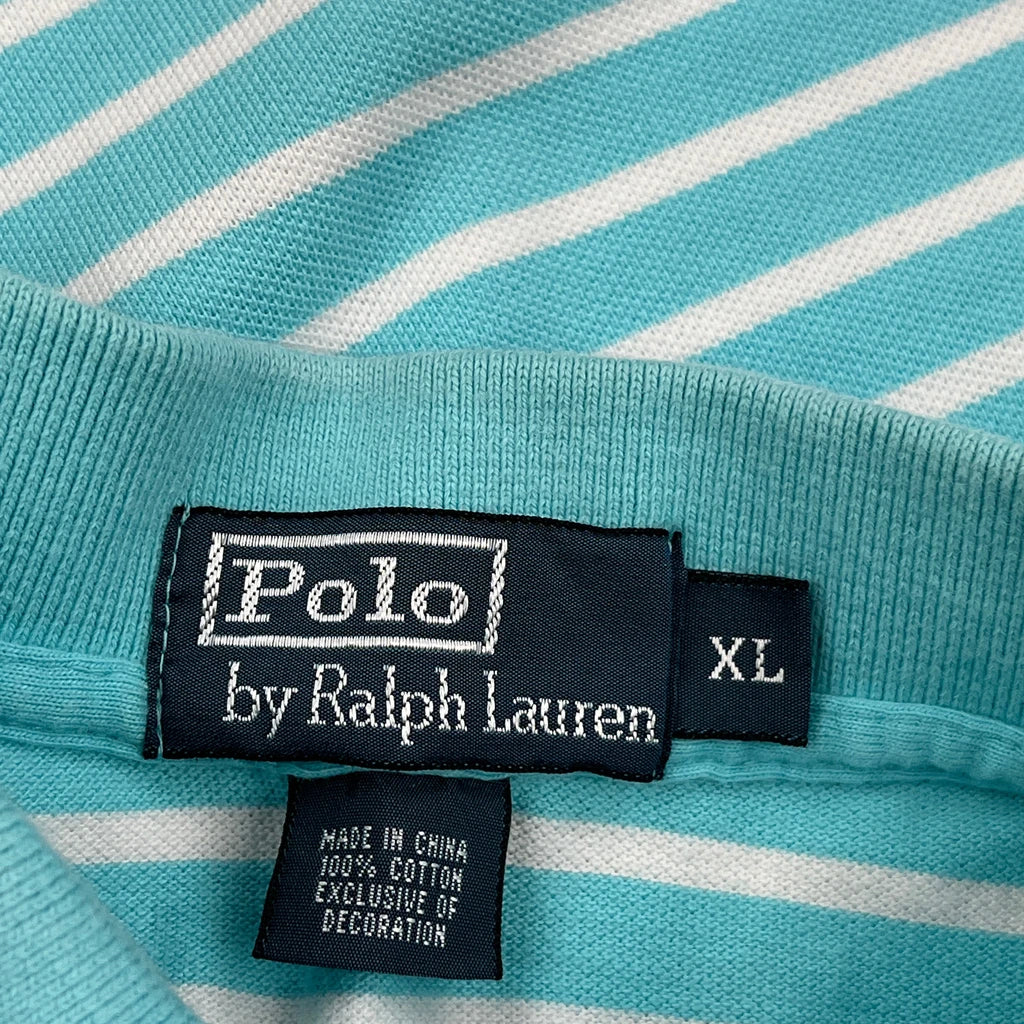 Polo
by Ralph Lauren
XL
MADE IN CHINA
100% COTTON
EXCLUSIVE OF
DECORATION